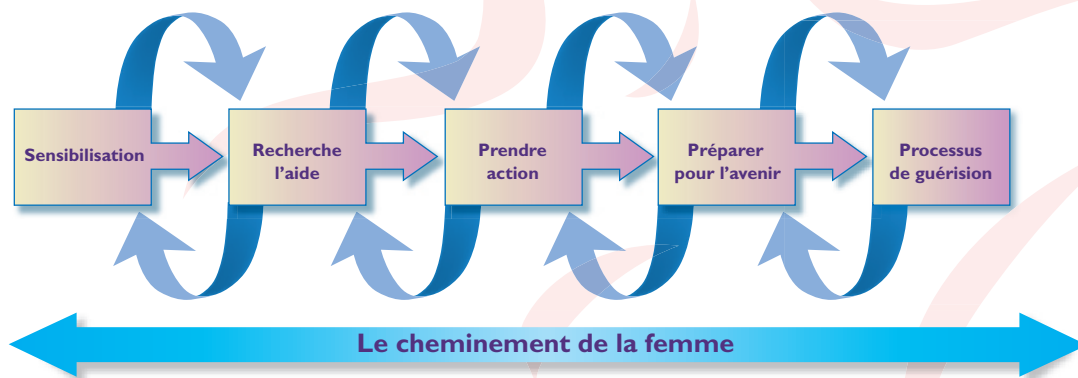 Sensibilisation
Recherche
l’aide
Prendre
action
Préparer
pour l’avenir
Processus
de guérision
Le cheminement de la femme